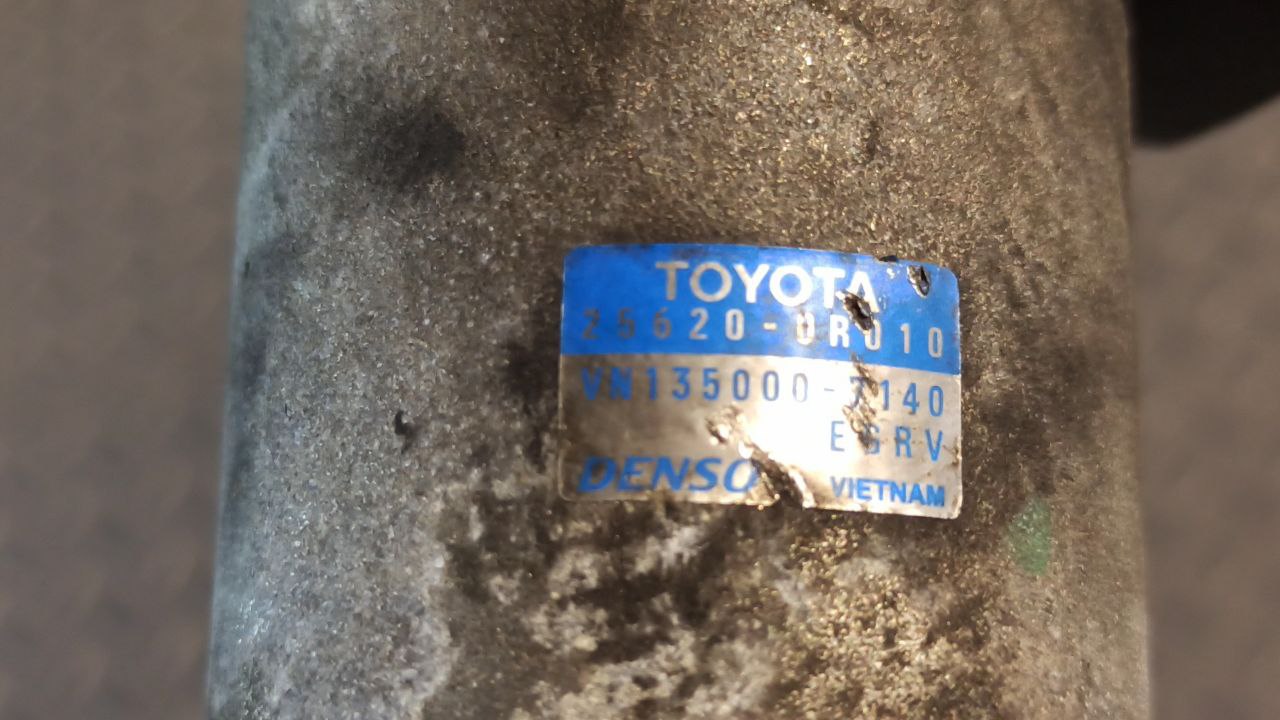 TOYOTA
25620-0R010
VN135000-7140
EGRV
DENSO VIETNAM